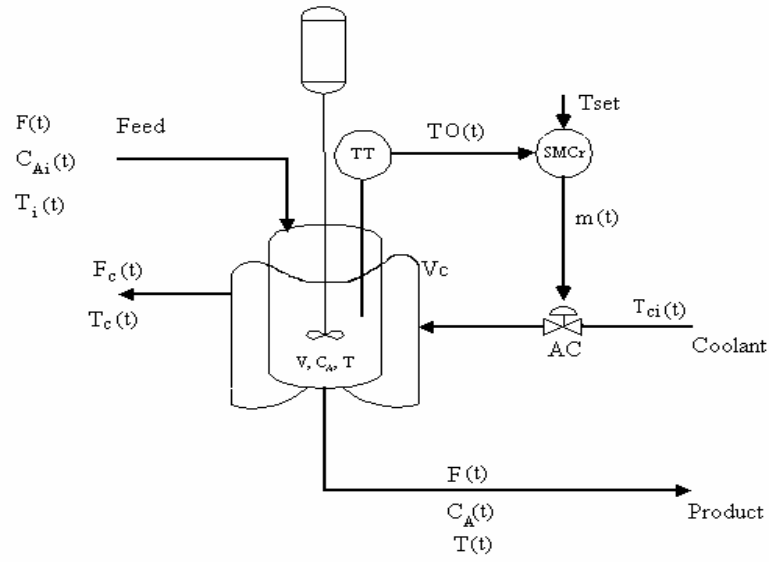 Tset
F(t) Feed
TO(t)
C_Ai(t)
TT
SMCr
T_i(t)
m(t)
F_c(t)
Vc
T_c(t)
T_ci(t)
AC
Coolant
V, C_A, T
F(t)
C_A(t)
Product
T(t)